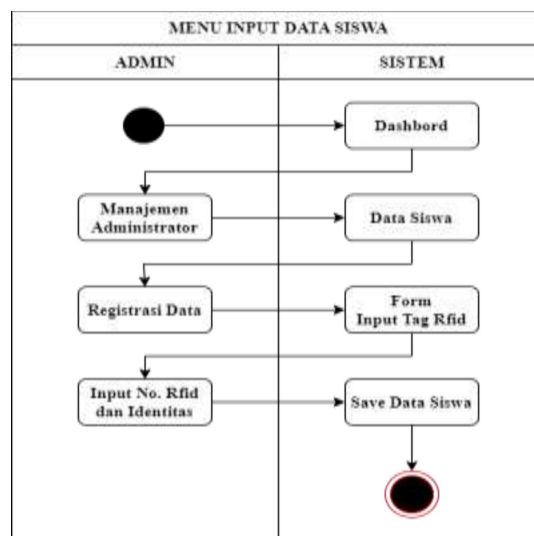 MENU INPUT DATA SISWA
ADMIN
SISTEM
Dashbord
Manajemen
Administrator
Data Siswa
Registrasi Data
Form
Input Tag Rfid
Input No. Rfid
dan Identitas
Save Data Siswa